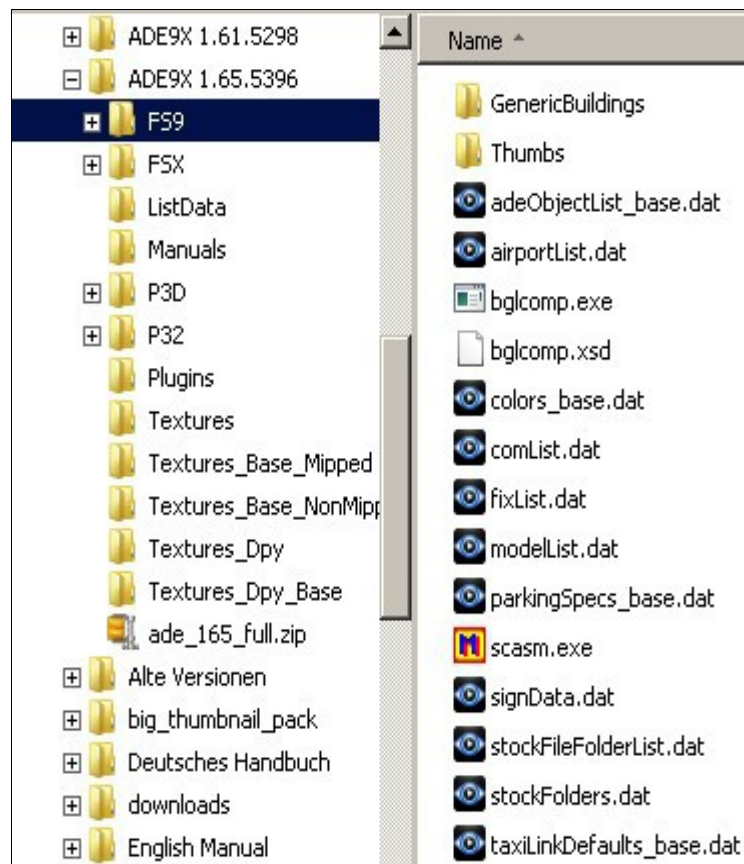 ADE9X 1.61.5298
ADE9X 1.65.5396
FS9
FSX
ListData
Manuals
P3D
P32
Plugins
Textures
Textures_Base_Mipped
Textures_Base_NonMipp
Textures_Dpy
Textures_Dpy_Base
ade_165_full.zip
Alte Versionen
big_thumbnail_pack
Deutsches Handbuch
downloads
English Manual
Name
GenericBuildings
Thumbs
adeObjectList_base.dat
airportList.dat
bglcomp.exe
bglcomp.xsd
colors_base.dat
comList.dat
fixList.dat
modelList.dat
parkingSpecs_base.dat
scasm.exe
signData.dat
stockFileFolderList.dat
stockFolders.dat
taxiLinkDefaults_base.dat